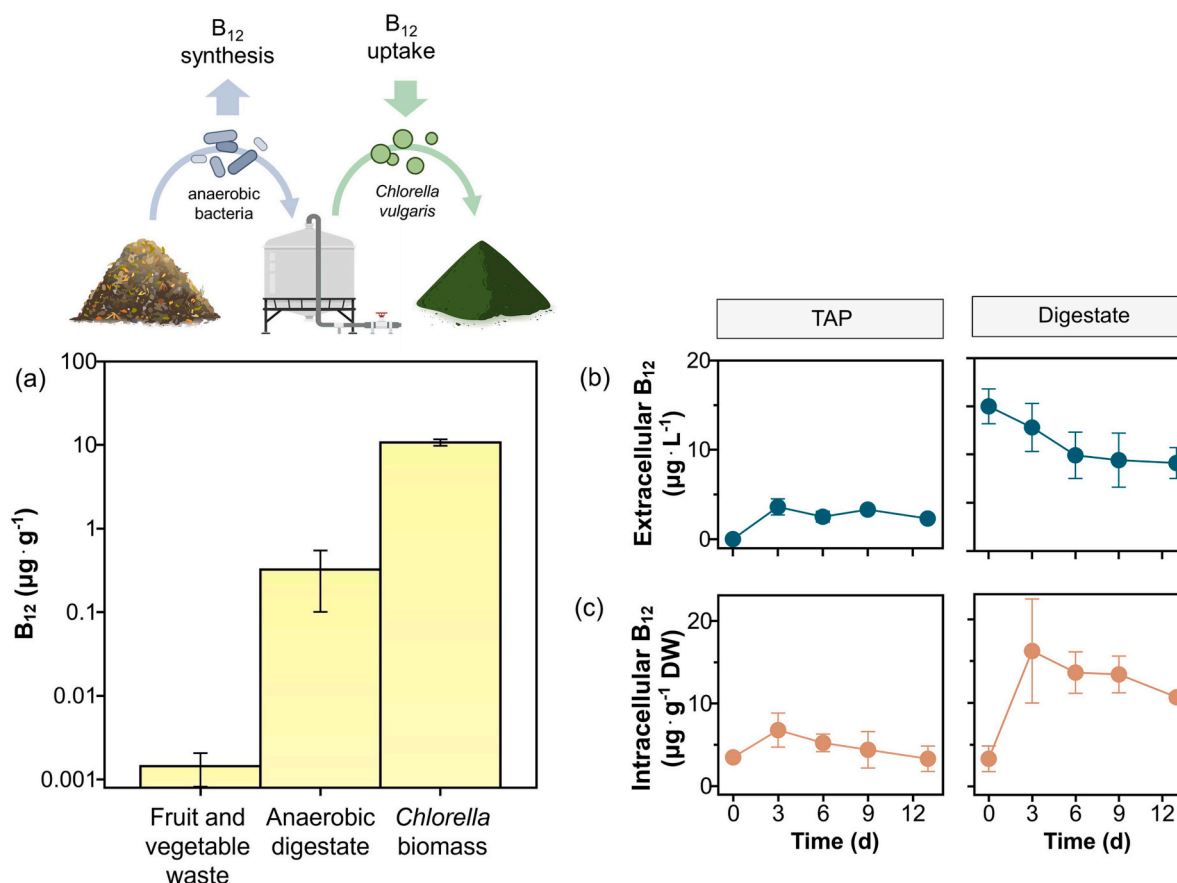 B₁₂
synthesis
B₁₂
uptake
anaerobic
bacteria
Chlorella
vulgaris
(a)
B₁₂ (µg · g⁻¹)
100
10
1
0.1
0.01
0.001
Fruit and
vegetable
waste
Anaerobic
digestate
Chlorella
biomass
TAP
Digestate
(b)
Extracellular B₁₂
(µg · L⁻¹)
20
10
0
(c)
Intracellular B₁₂
(µg · g⁻¹ DW)
20
10
0
0 3 6 9 12
Time (d)
0 3 6 9 12
Time (d)